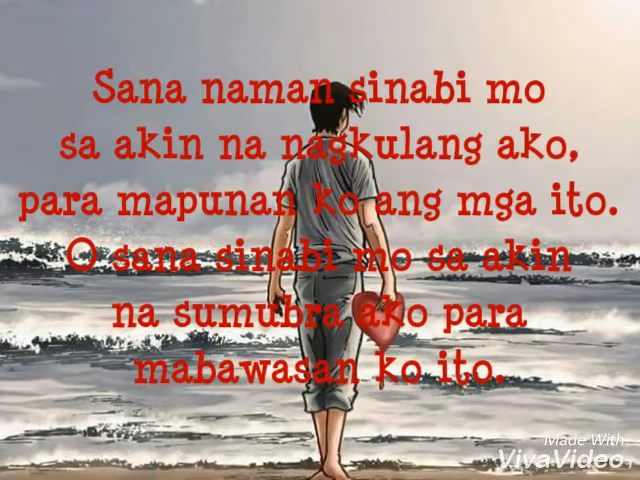 Sana naman sinabi mo
sa akin na nagkulang ako,
para mapunan ko ang mga ito.
O sana sinabi mo sa akin
na sumubra ako para
mabawasan ko ito.
Made With
VivaVideo